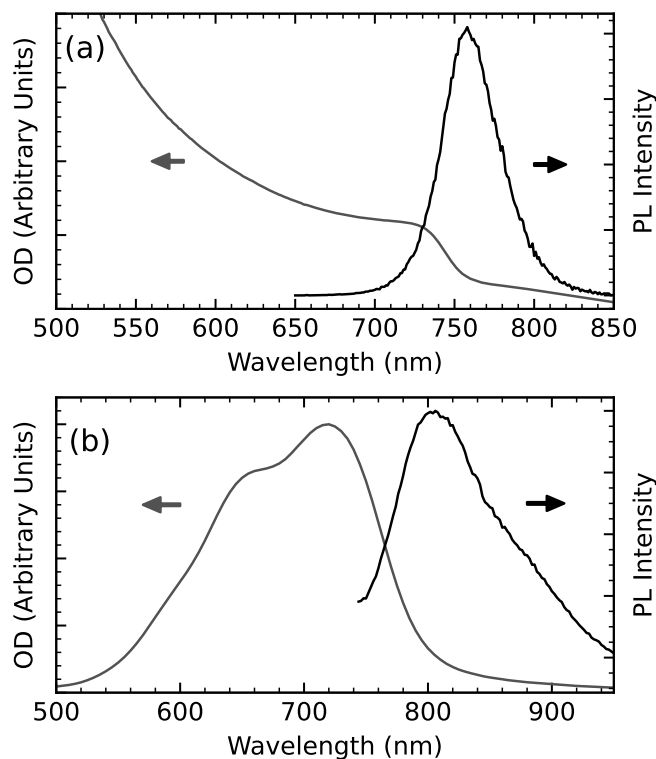 (a)
OD (Arbitrary Units)
PL Intensity
500 550 600 650 700 750 800 850
Wavelength (nm)
(b)
OD (Arbitrary Units)
PL Intensity
500 600 700 800 900
Wavelength (nm)